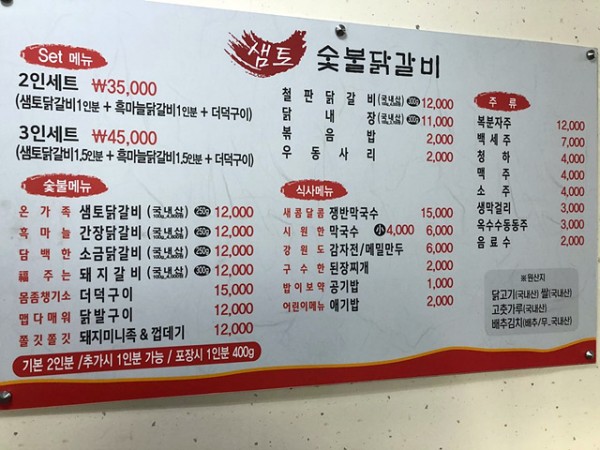 샘토 숯불닭갈비
Set 메뉴
2인세트 ₩35,000
(샘토닭갈비1인분 + 흑마늘닭갈비1인분 + 더덕구이)
3인세트 ₩45,000
(샘토닭갈비1.5인분 + 흑마늘닭갈비1.5인분 + 더덕구이)
숯불메뉴
온가족 샘토닭갈비 (국내산) 250g 12,000
흑마늘 간장닭갈비 (국내산) 250g 12,000
담백한 소금닭갈비 (국내산) 250g 12,000
福주는 돼지갈비 (국내산) 300g 12,000
몸좀챙기소 더덕구이 15,000
맵다매워 닭발구이 12,000
쫄깃쫄깃 돼지미니족 & 껍데기 12,000
기본 2인분 / 추가시 1인분 가능 / 포장시 1인분 400g
철판닭갈비 (국내산) 300g 12,000
닭내장 (국내산) 300g 11,000
볶음밥 2,000
우동사리 2,000
식사메뉴
새콤달콤 쟁반막국수 15,000
시원한 막국수 小 4,000 6,000
강원도 감자전/메밀만두 6,000
구수한 된장찌개 2,000
밥이보약 공기밥 1,000
어린이메뉴 애기밥 2,000
주류
복분자주 12,000
백세주 7,000
청하 4,000
맥주 4,000
소주 4,000
생막걸리 3,000
옥수수동동주 3,000
음료수 2,000
※원산지
닭고기(국내산) 쌀(국내산)
고춧가루(국내산)
배추김치(배추/무_국내산)